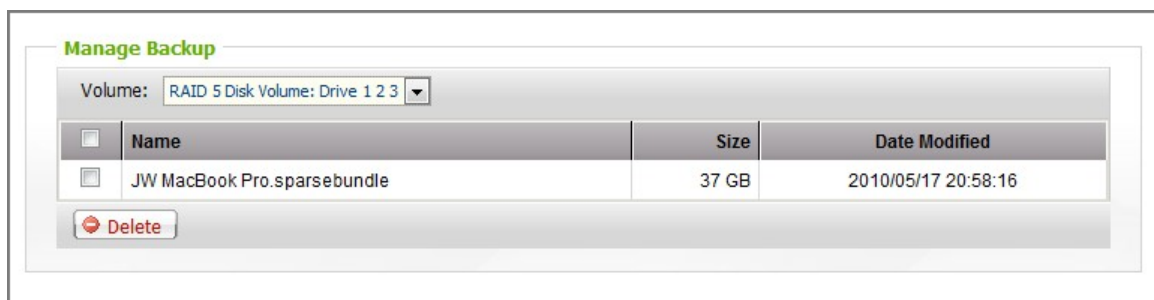 Manage Backup
Volume: RAID 5 Disk Volume: Drive 1 2 3
Name Size Date Modified
JW MacBook Pro.sparsebundle 37 GB 2010/05/17 20:58:16
Delete